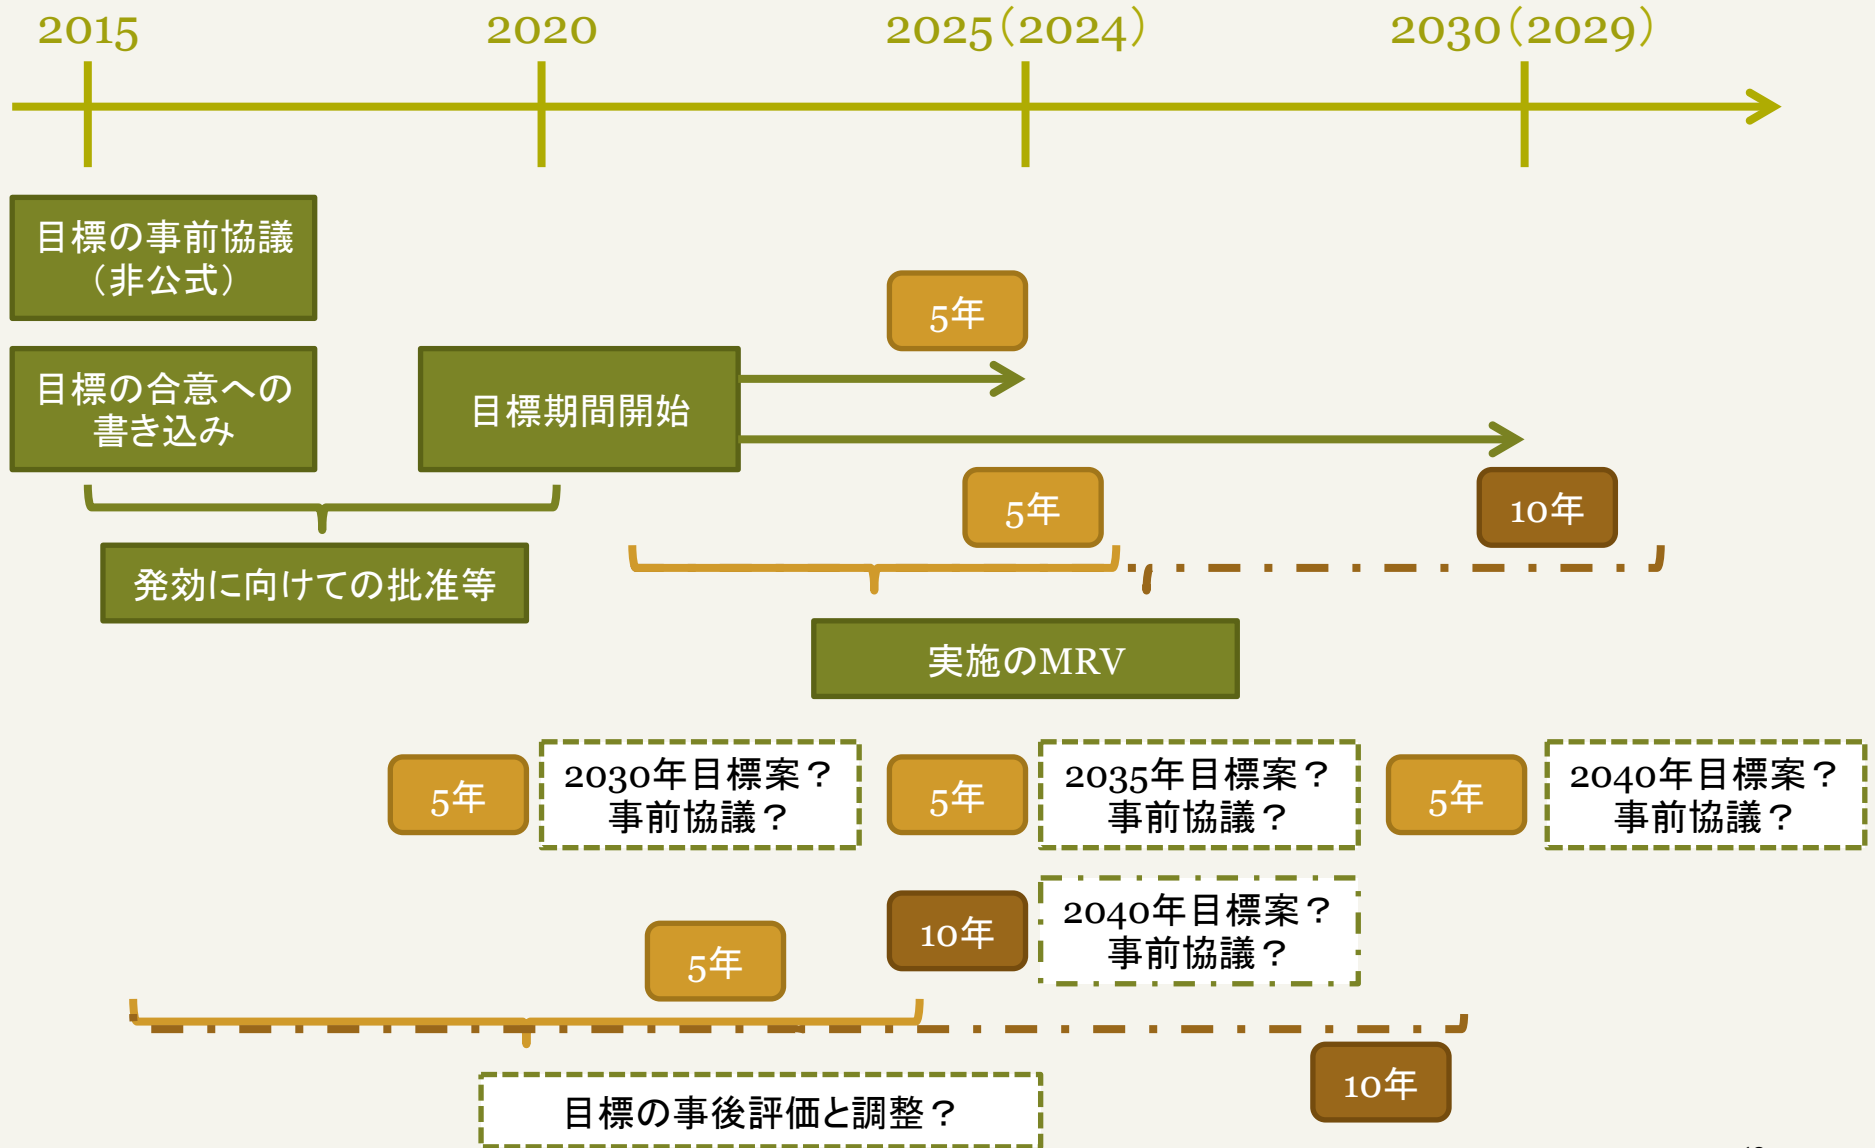 2015
2020
2025（2024）
2030（2029）
目標の事前協議
（非公式）
5年
目標の合意への
書き込み
目標期間開始
5年
10年
発効に向けての批准等
実施のMRV
5年
2030年目標案？
事前協議？
5年
2035年目標案？
事前協議？
5年
2040年目標案？
事前協議？
10年
2040年目標案？
事前協議？
5年
10年
目標の事後評価と調整？